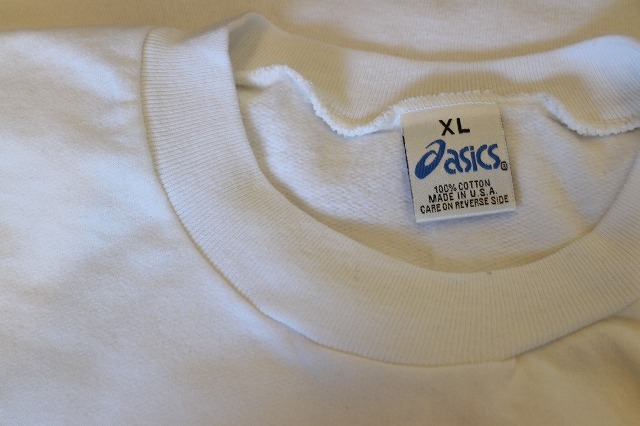 XL
asics®
100% COTTON
MADE IN U.S.A.
CARE ON REVERSE SIDE